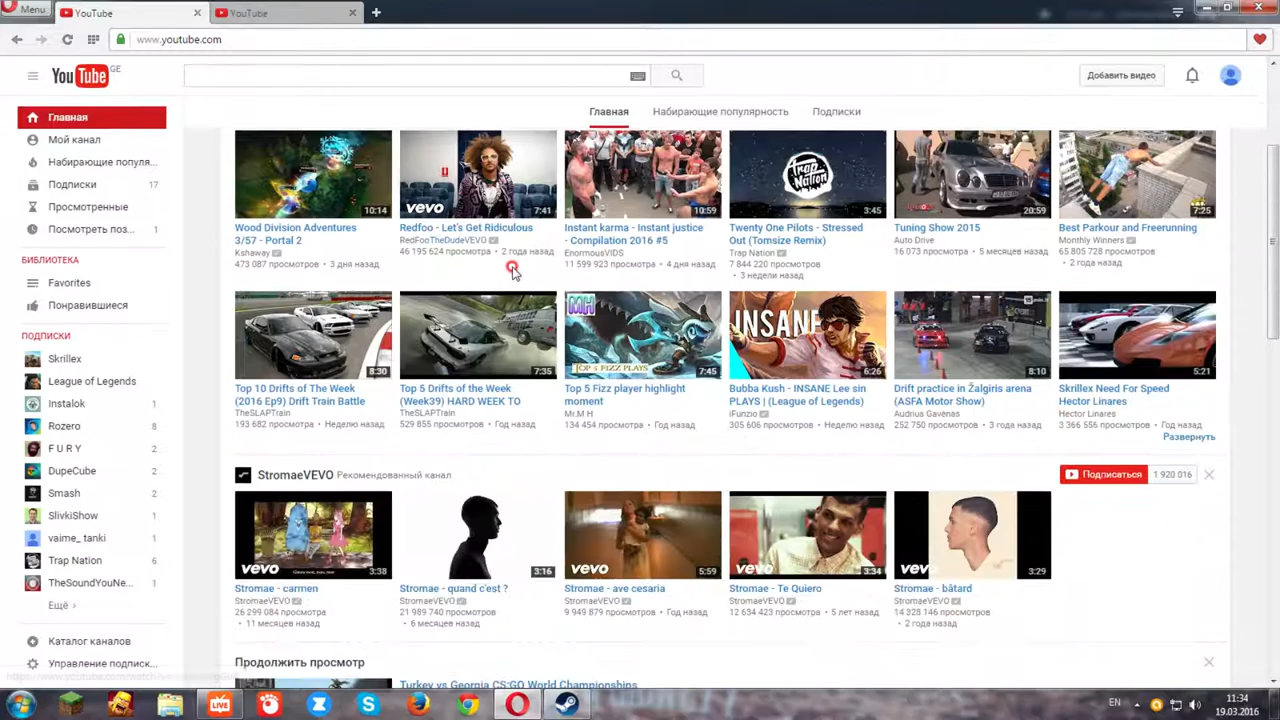 Menu
YouTube
YouTube
www.youtube.com
YouTube GE
Добавить видео
Главная
Набирающие популярность
Подписки
Главная
Мой канал
Набирающие популя...
Подписки 17
Просмотренные
Посмотреть поз... 1
БИБЛИОТЕКА
Favorites
Понравившиеся
ПОДПИСКИ
Skrillex
League of Legends
Instalok 1
Rozero 8
F U R Y 2
DupeCube 2
Smash 2
SlivkiShow 1
vaime_ tanki 1
Trap Nation 1
TheSoundYouNe... 1
Ещё ›
Каталог каналов
Управление подписк...
10:14
Wood Division Adventures
3/57 - Portal 2
Kshaway
473 087 просмотров • 3 дня назад
vevo 7:41
Redfoo - Let's Get Ridiculous
RedFooTheDudeVEVO
46 195 624 просмотра • 2 года назад
10:59
Instant karma - Instant justice
- Compilation 2016 #5
EnormousVIDS
11 599 923 просмотра • 4 дня назад
TRAP
NATION
3:45
Twenty One Pilots - Stressed
Out (Tomsize Remix)
Trap Nation
7 844 220 просмотров
• 3 недели назад
20:59
Tuning Show 2015
Auto Drive
16 073 просмотра • 5 месяцев назад
7:25
Best Parkour and Freerunning
Monthly Winners
65 805 728 просмотров
• 2 года назад
8:30
Top 10 Drifts of The Week
(2016 Ep9) Drift Train Battle
TheSLAPTrain
193 682 просмотра • Неделю назад
7:35
Top 5 Drifts of the Week
(Week39) HARD WEEK TO
TheSLAPTrain
529 855 просмотров • Год назад
MH
TOP 5 FIZZ PLAYS
7:45
Top 5 Fizz player highlight
moment
Mr.M H
134 454 просмотра • Год назад
INSANE
6:26
Bubba Kush - INSANE Lee sin
PLAYS | (League of Legends)
iFunzio
305 606 просмотров • Неделю назад
8:10
Drift practice in Žalgiris arena
(ASFA Motor Show)
Audrius Gavėnas
252 750 просмотров • 3 года назад
5:21
Skrillex Need For Speed
Hector Linares
Hector Linares
3 366 556 просмотров • Год назад
Развернуть
StromaeVEVO Рекомендованный канал
Подписаться 1 920 016
vevo 3:38
Stromae - carmen
StromaeVEVO
26 299 084 просмотра
• 11 месяцев назад
3:16
Stromae - quand c'est ?
StromaeVEVO
21 989 740 просмотров
• 6 месяцев назад
vevo 5:59
Stromae - ave cesaria
StromaeVEVO
9 949 879 просмотров • Год назад
vevo 3:34
Stromae - Te Quiero
StromaeVEVO
12 634 423 просмотра • 5 лет назад
3:29
Stromae - bâtard
StromaeVEVO
14 328 146 просмотров
• 2 года назад
Продолжить просмотр
Turkey vs Georgia CS:GO World Championships
LIVE
EN
11:34
19.03.2016